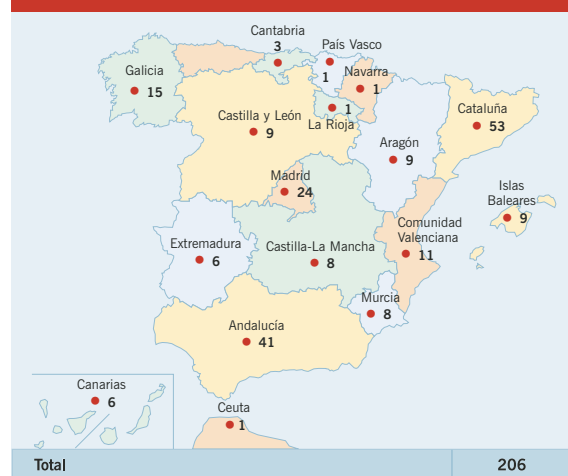 Cantabria
3
País Vasco
1
Navarra
1
Galicia
15
La Rioja
1
Castilla y León
9
Cataluña
53
Aragón
9
Madrid
24
Islas
Baleares
9
Comunidad
Valenciana
11
Extremadura
6
Castilla-La Mancha
8
Murcia
8
Andalucía
41
Canarias
6
Ceuta
1
Total 206